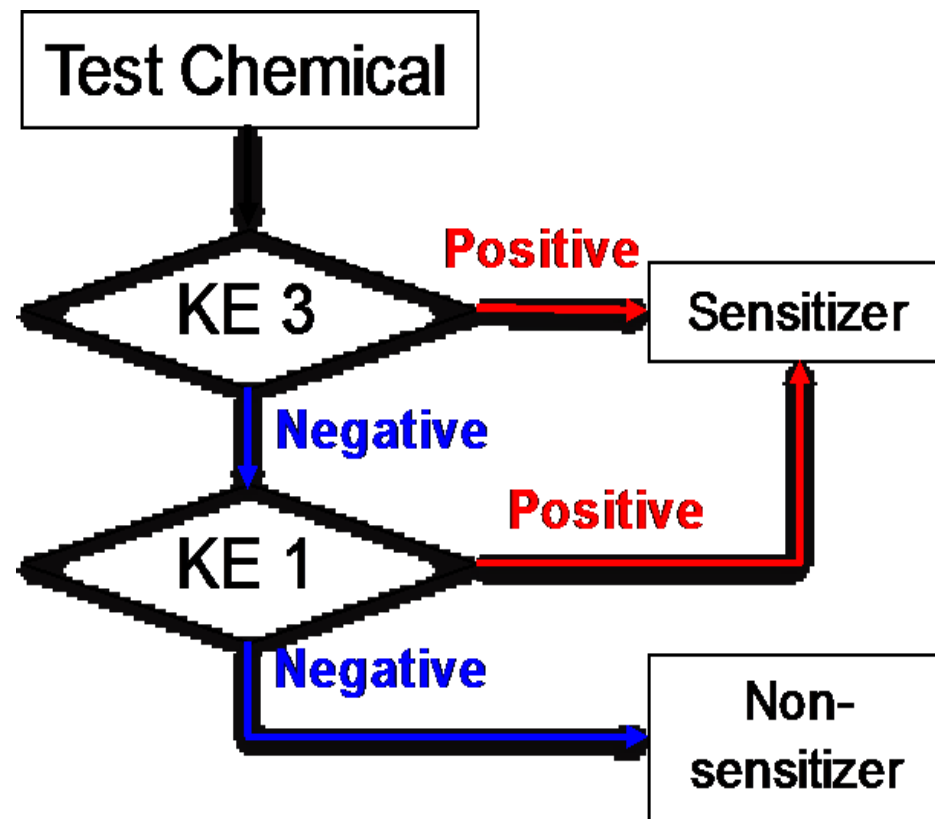 Test Chemical
Positive
KE 3
Sensitizer
Negative
Positive
KE 1
Negative
Non-
sensitizer